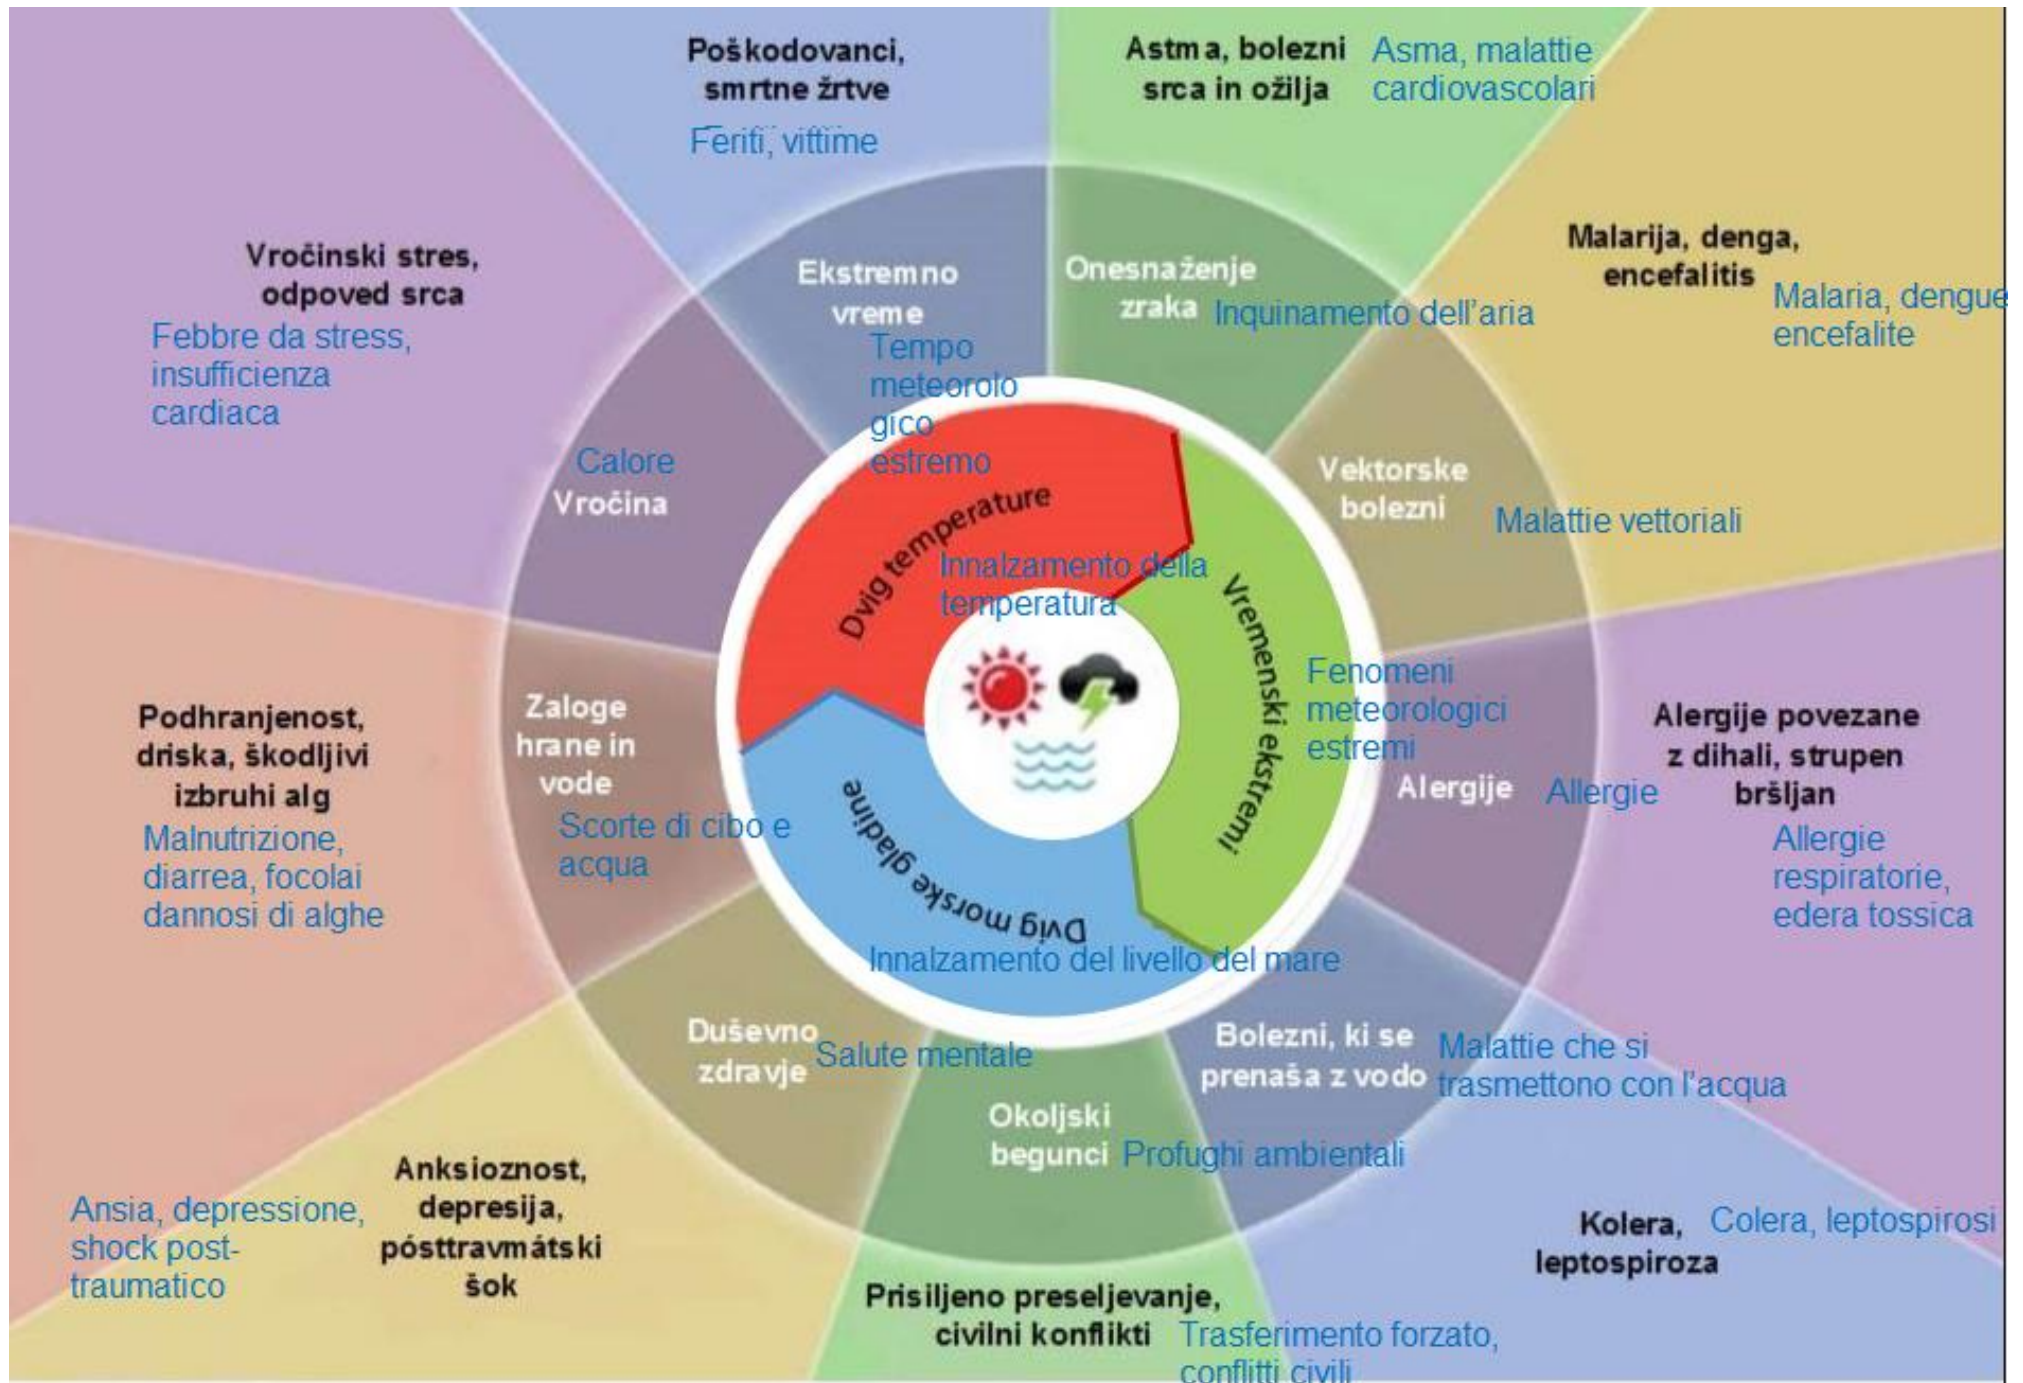 Poškodovanci,
smrtne žrtve
Feriti, vittime
Astma, bolezni
srca in ožilja
Asma, malattie
cardiovascolari
Malarija, denga,
encefalitis
Malaria, dengue
encefalite
Vročinski stres,
odpoved srca
Febbre da stress,
insufficienza
cardiaca
Ekstremno
vreme
Tempo
meteorolo
gico
estremo
Onesnaženje
zraka
Inquinamento dell'aria
Calore
Vročina
Vektorske
bolezni
Malattie vettoriali
Dvig temperature
Innalzamento della
temperatura
Vremenski ekstremi
Fenomeni
meteorologici
estremi
Podhranjenost,
driska, škodljivi
izbruhi alg
Malnutrizione,
diarrea, focolai
dannosi di alghe
Zaloge
hrane in
vode
Scorte di cibo e
acqua
Alergije
Allergie
Alergije povezane
z dihali, strupen
bršljan
Allergie
respiratorie,
edera tossica
Dvig morske gladine
Innalzamento del livello del mare
Duševno
zdravje
Salute mentale
Bolezni, ki se
prenaša z vodo
Malattie che si
trasmettono con l'acqua
Okoljski
begunci
Profughi ambientali
Anksioznost,
depresija,
pósttravmátski
šok
Ansia, depressione,
shock post-
traumatico
Kolera,
leptospiroza
Colera, leptospirosi
Prisiljeno preseljevanje,
civilni konflikti
Trasferimento forzato,
conflitti civili